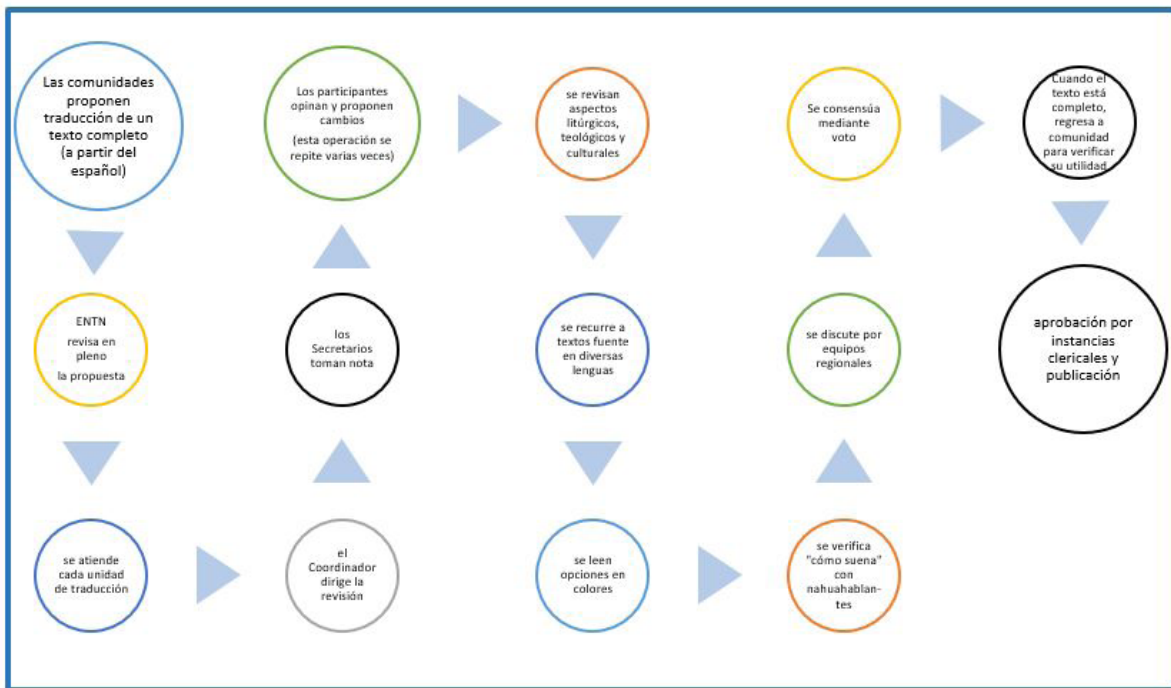 Las comunidades
proponen
traducción de un
texto completo
(a partir del
español)
ENTN
revisa en
pleno
la propuesta
se atiende
cada unidad
de traducción
el
Coordinador
dirige la
revisión
los
Secretarios
toman nota
Los participantes
opinan y proponen
cambios
(esta operación se
repite varias veces)
se revisan
aspectos
litúrgicos,
teológicos y
culturales
se recurre a
textos fuente
en diversas
lenguas
se leen
opciones en
colores
se verifica
"cómo suena"
con
nahuahablan-
tes
se discute por
equipos
regionales
Se consensúa
mediante
voto
Cuando el
texto está
completo,
regresa a
comunidad
para verificar
su utilidad
aprobación por
instancias
clericales y
publicación